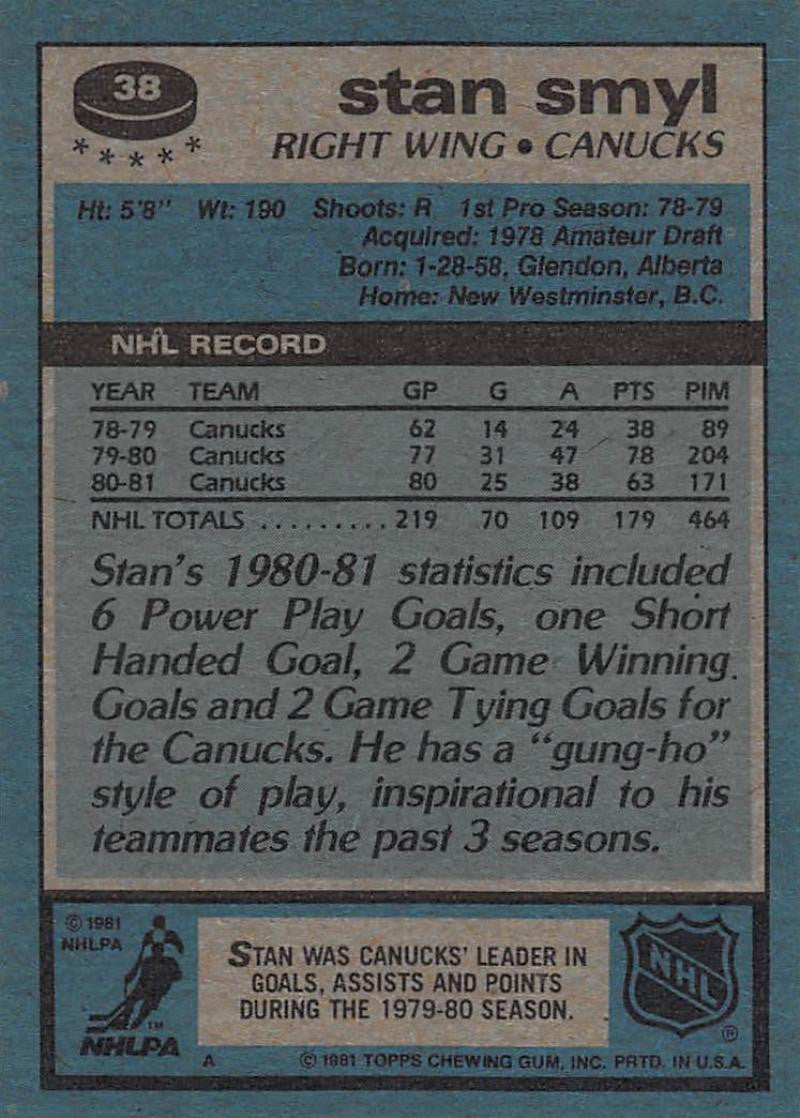 38
stan smyl
* * * * *
RIGHT WING • CANUCKS
Ht: 5'8" Wt: 190 Shoots: R 1st Pro Season: 78-79
Acquired: 1978 Amateur Draft
Born: 1-28-58, Glendon, Alberta
Home: New Westminster, B.C.
NHL RECORD
YEAR TEAM GP G A PTS PIM
78-79 Canucks 62 14 24 38 89
79-80 Canucks 77 31 47 78 204
80-81 Canucks 80 25 38 63 171
NHL TOTALS ......... 219 70 109 179 464
Stan's 1980-81 statistics included
6 Power Play Goals, one Short
Handed Goal, 2 Game Winning
Goals and 2 Game Tying Goals for
the Canucks. He has a "gung-ho"
style of play, inspirational to his
teammates the past 3 seasons.
© 1981
NHLPA
STAN WAS CANUCKS' LEADER IN
GOALS, ASSISTS AND POINTS
DURING THE 1979-80 SEASON.
NHL
®
TM
NHLPA
A © 1981 TOPPS CHEWING GUM, INC. PRTD. IN U.S.A.